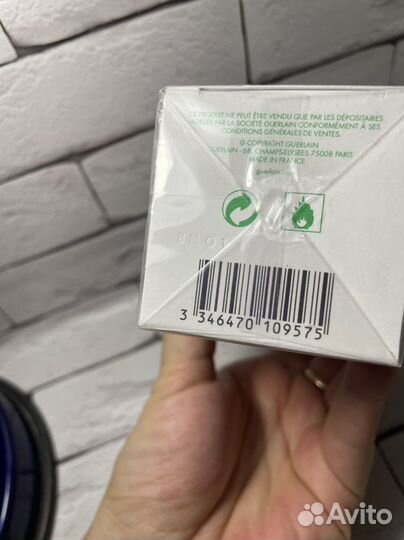 CE PRODUIT NE PEUT ÊTRE VENDU QUE PAR LES DÉPOSITAIRES
AGRÉÉS PAR LA SOCIÉTÉ GUERLAIN CONFORMÉMENT À SES
CONDITIONS GÉNÉRALES DE VENTES.
© COPYRIGHT GUERLAIN
GUERLAIN - 68, CHAMPS-ELYSÉES 75008 PARIS
MADE IN FRANCE
3 346470 109575
Avito